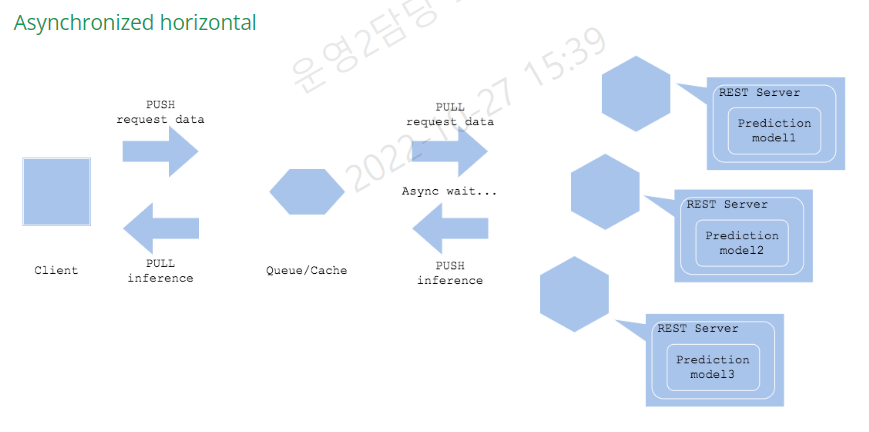 Asynchronized horizontal
운영2담당
2022-10-27 15:39
PUSH
request data
PULL
request data
REST Server
Prediction
model1
Async wait...
REST Server
Prediction
model2
Client
PULL
inference
Queue/Cache
PUSH
inference
REST Server
Prediction
model3